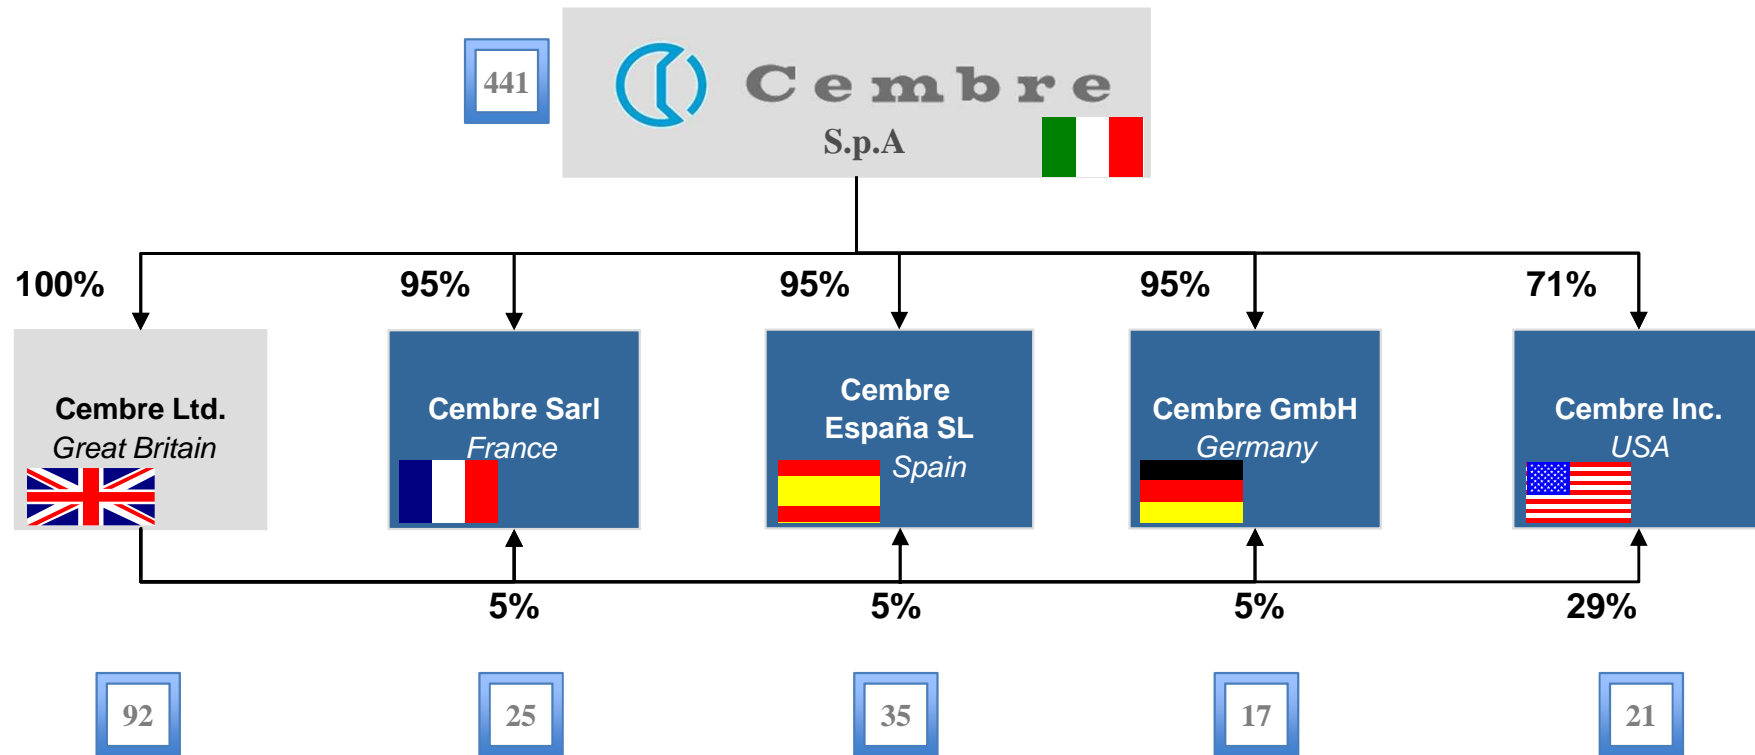 441
Cembre
S.p.A
100%
95%
95%
95%
71%
Cembre Ltd.
Great Britain
Cembre Sarl
France
Cembre
España SL
Spain
Cembre GmbH
Germany
Cembre Inc.
USA
5%
5%
5%
29%
92
25
35
17
21